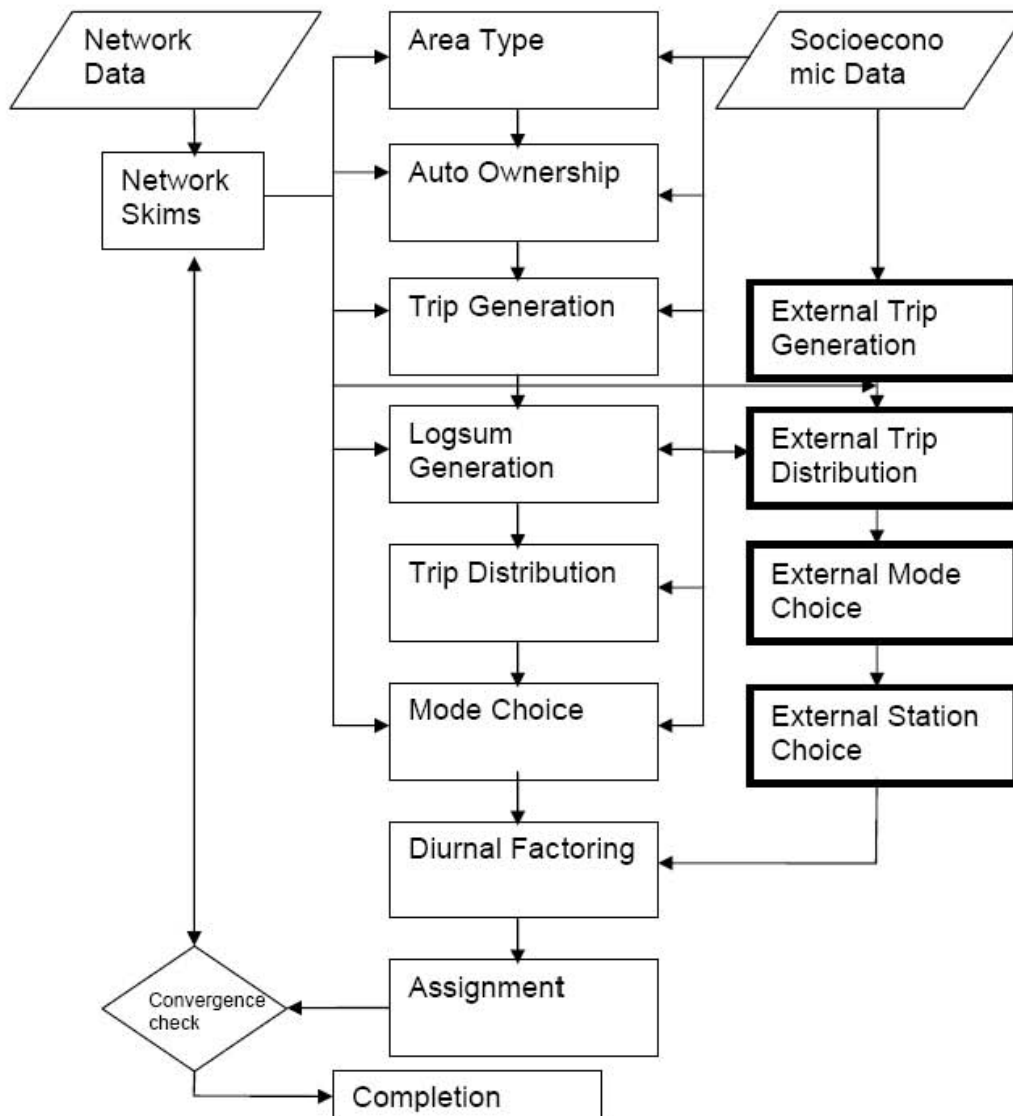 Network
Data
Area Type
Socioecono
mic Data
Network
Skims
Auto Ownership
Trip Generation
External Trip
Generation
Logsum
Generation
External Trip
Distribution
Trip Distribution
External Mode
Choice
Mode Choice
External Station
Choice
Diurnal Factoring
Assignment
Convergence
check
Completion